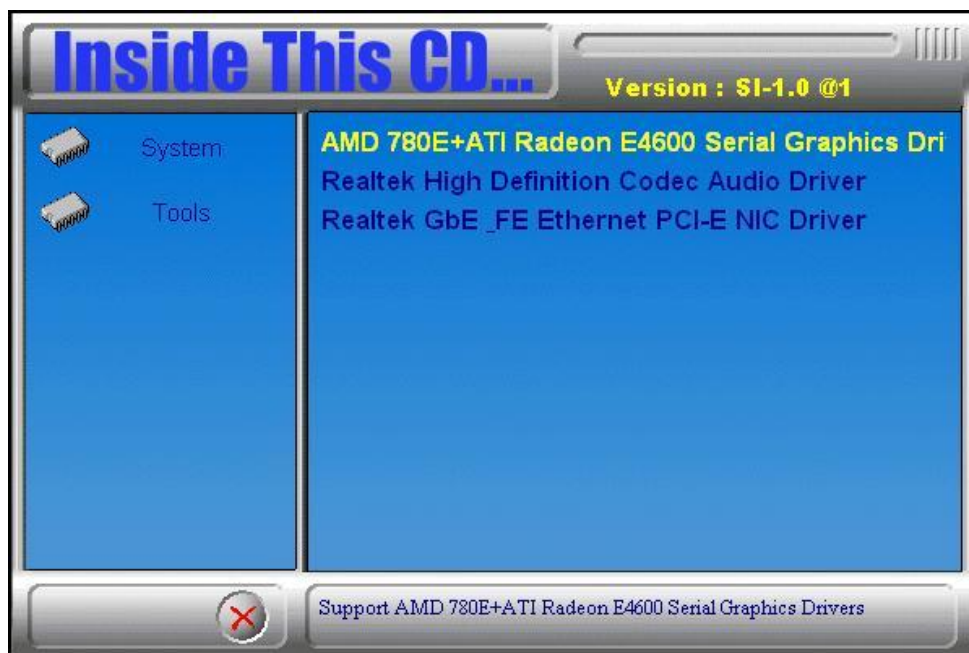 Inside This CD...
Version : SI-1.0 @1
System
Tools
AMD 780E+ATI Radeon E4600 Serial Graphics Dri
Realtek High Definition Codec Audio Driver
Realtek GbE _FE Ethernet PCI-E NIC Driver
Support AMD 780E+ATI Radeon E4600 Serial Graphics Drivers